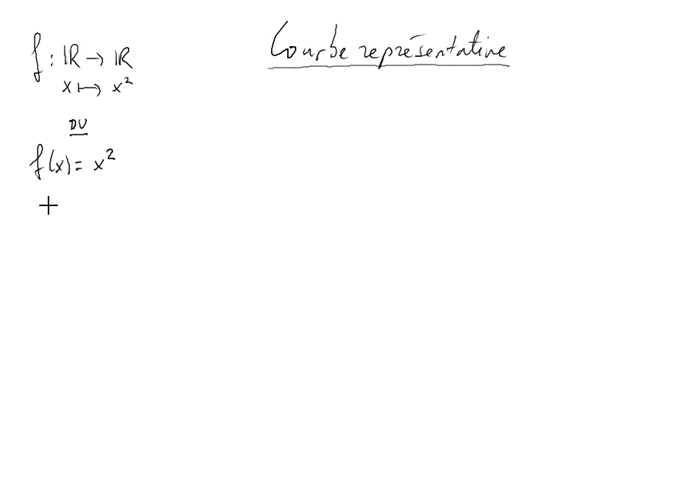 Courbe représentative
f : ℝ → ℝ
x ⟼ x²
ou
f(x) = x²